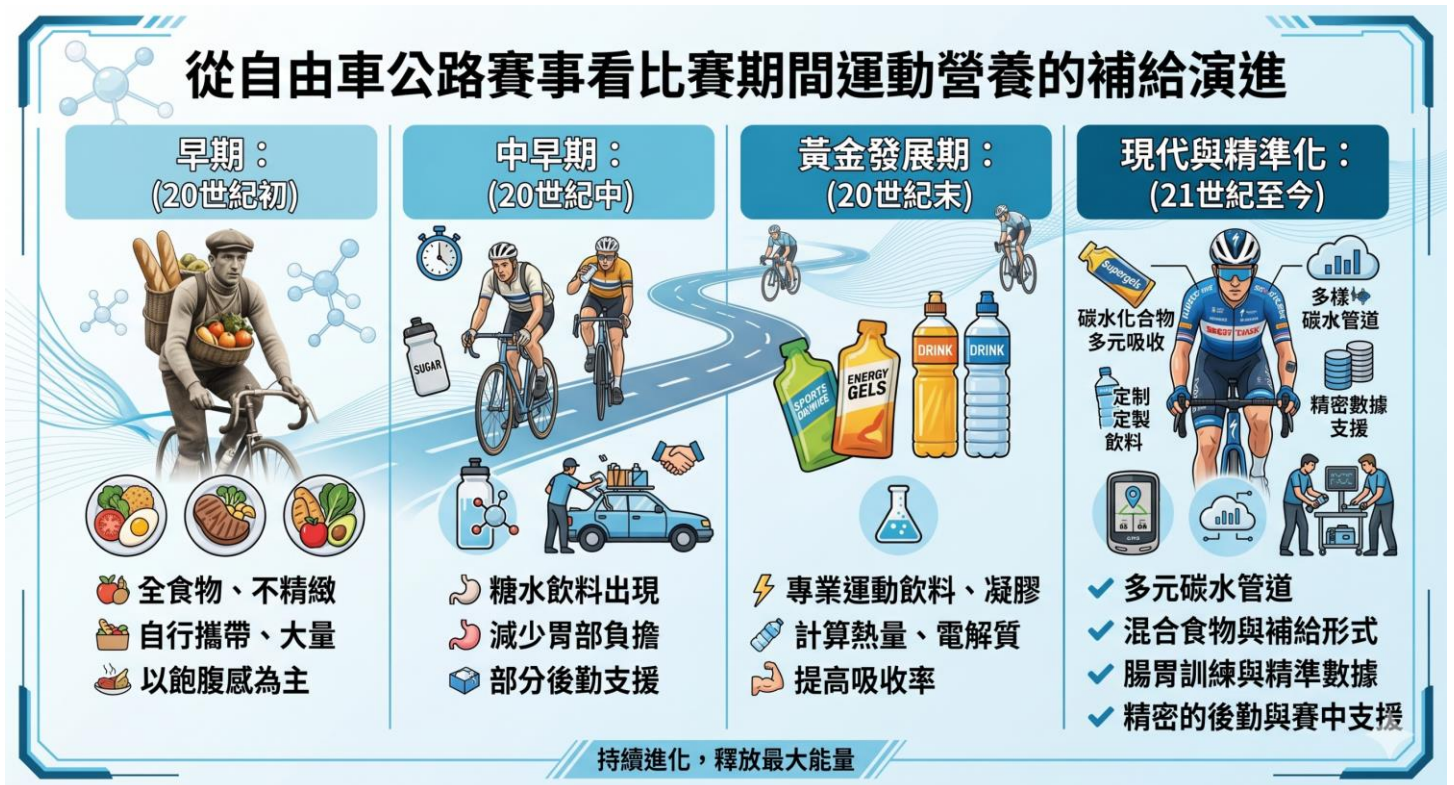 從自由車公路賽事看比賽期間運動營養的補給演進
早期：
(20世紀初)
全食物、不精緻
自行攜帶、大量
以飽腹感為主
中早期：
(20世紀中)
SUGAR
糖水飲料出現
減少胃部負擔
部分後勤支援
黃金發展期：
(20世紀末)
SPORTS
ENERGY
GELS
DRINK
DRINK
專業運動飲料、凝膠
計算熱量、電解質
提高吸收率
現代與精準化：
(21世紀至今)
Supergels
碳水化合物
多元吸收
定制
定製
飲料
多樣
碳水管道
精密數據
支援
多元碳水管道
混合食物與補給形式
腸胃訓練與精準數據
精密的後勤與賽中支援
持續進化，釋放最大能量